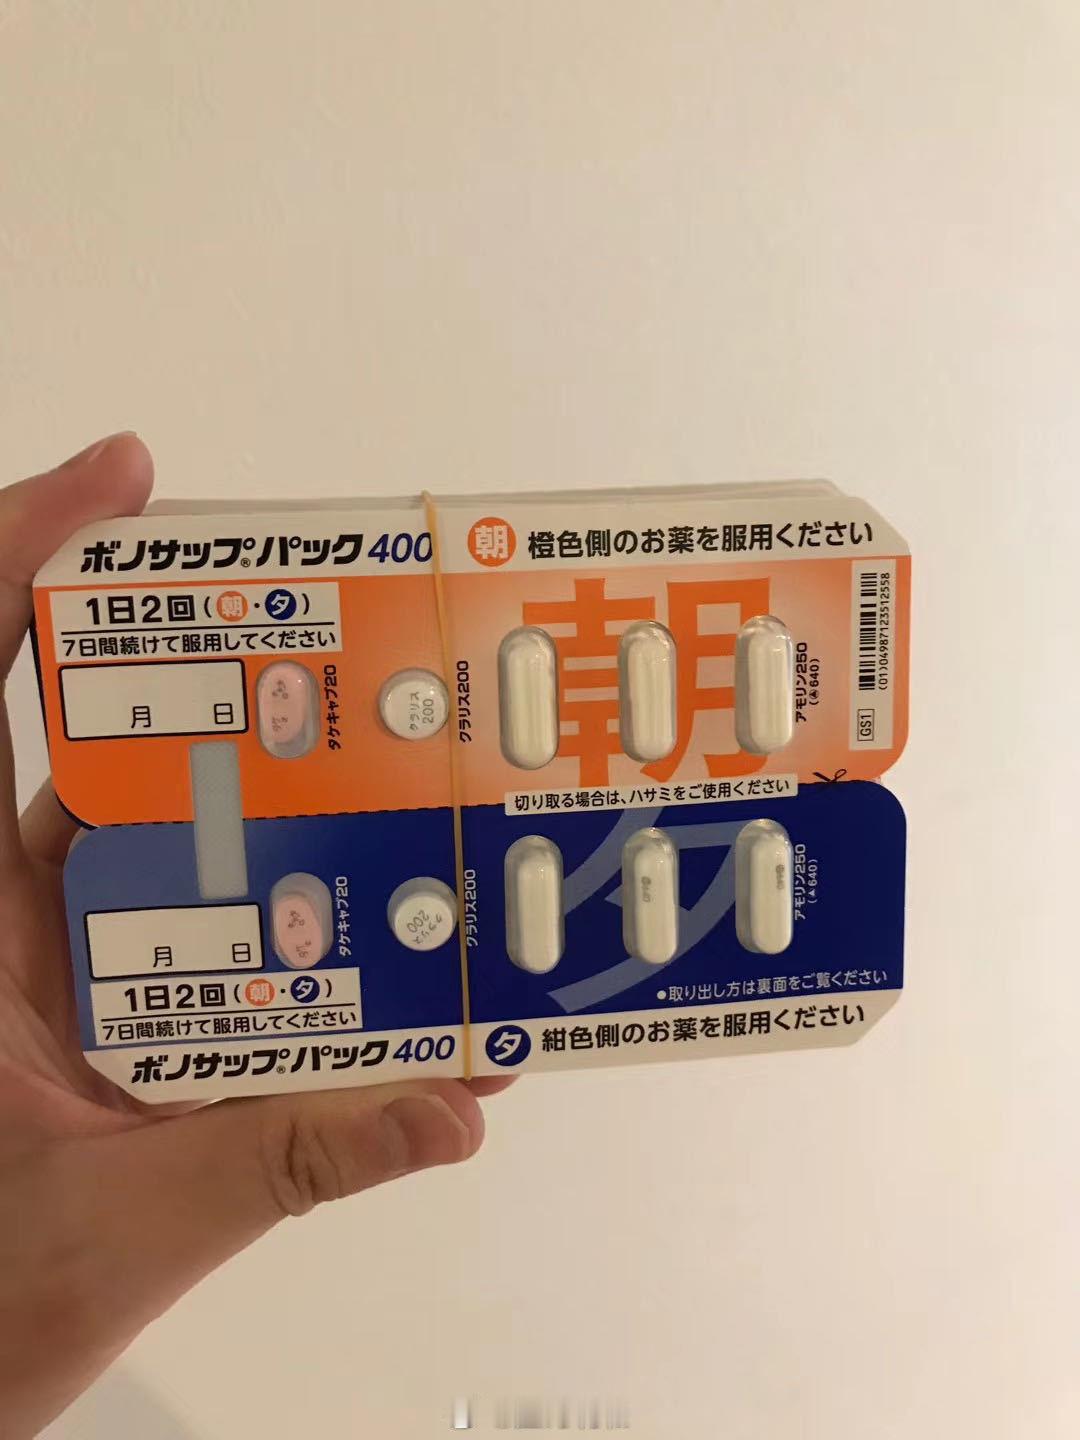 ボノサップ®パック400
朝 橙色側のお薬を服用ください
1日2回(朝・夕)
7日間続けて服用してください
月 日
タケキャブ20
クラリス
200
クラリス200
朝
アモリン250
(640)
(01)04987123512558
GS1
切り取る場合は、ハサミをご使用ください
夕
月 日
タケキャブ20
クラリス
200
クラリス200
アモリン250
(640)
●取り出し方は裏面をご覧ください
1日2回(朝・夕)
7日間続けて服用してください
ボノサップ®パック400
夕 紺色側のお薬を服用ください